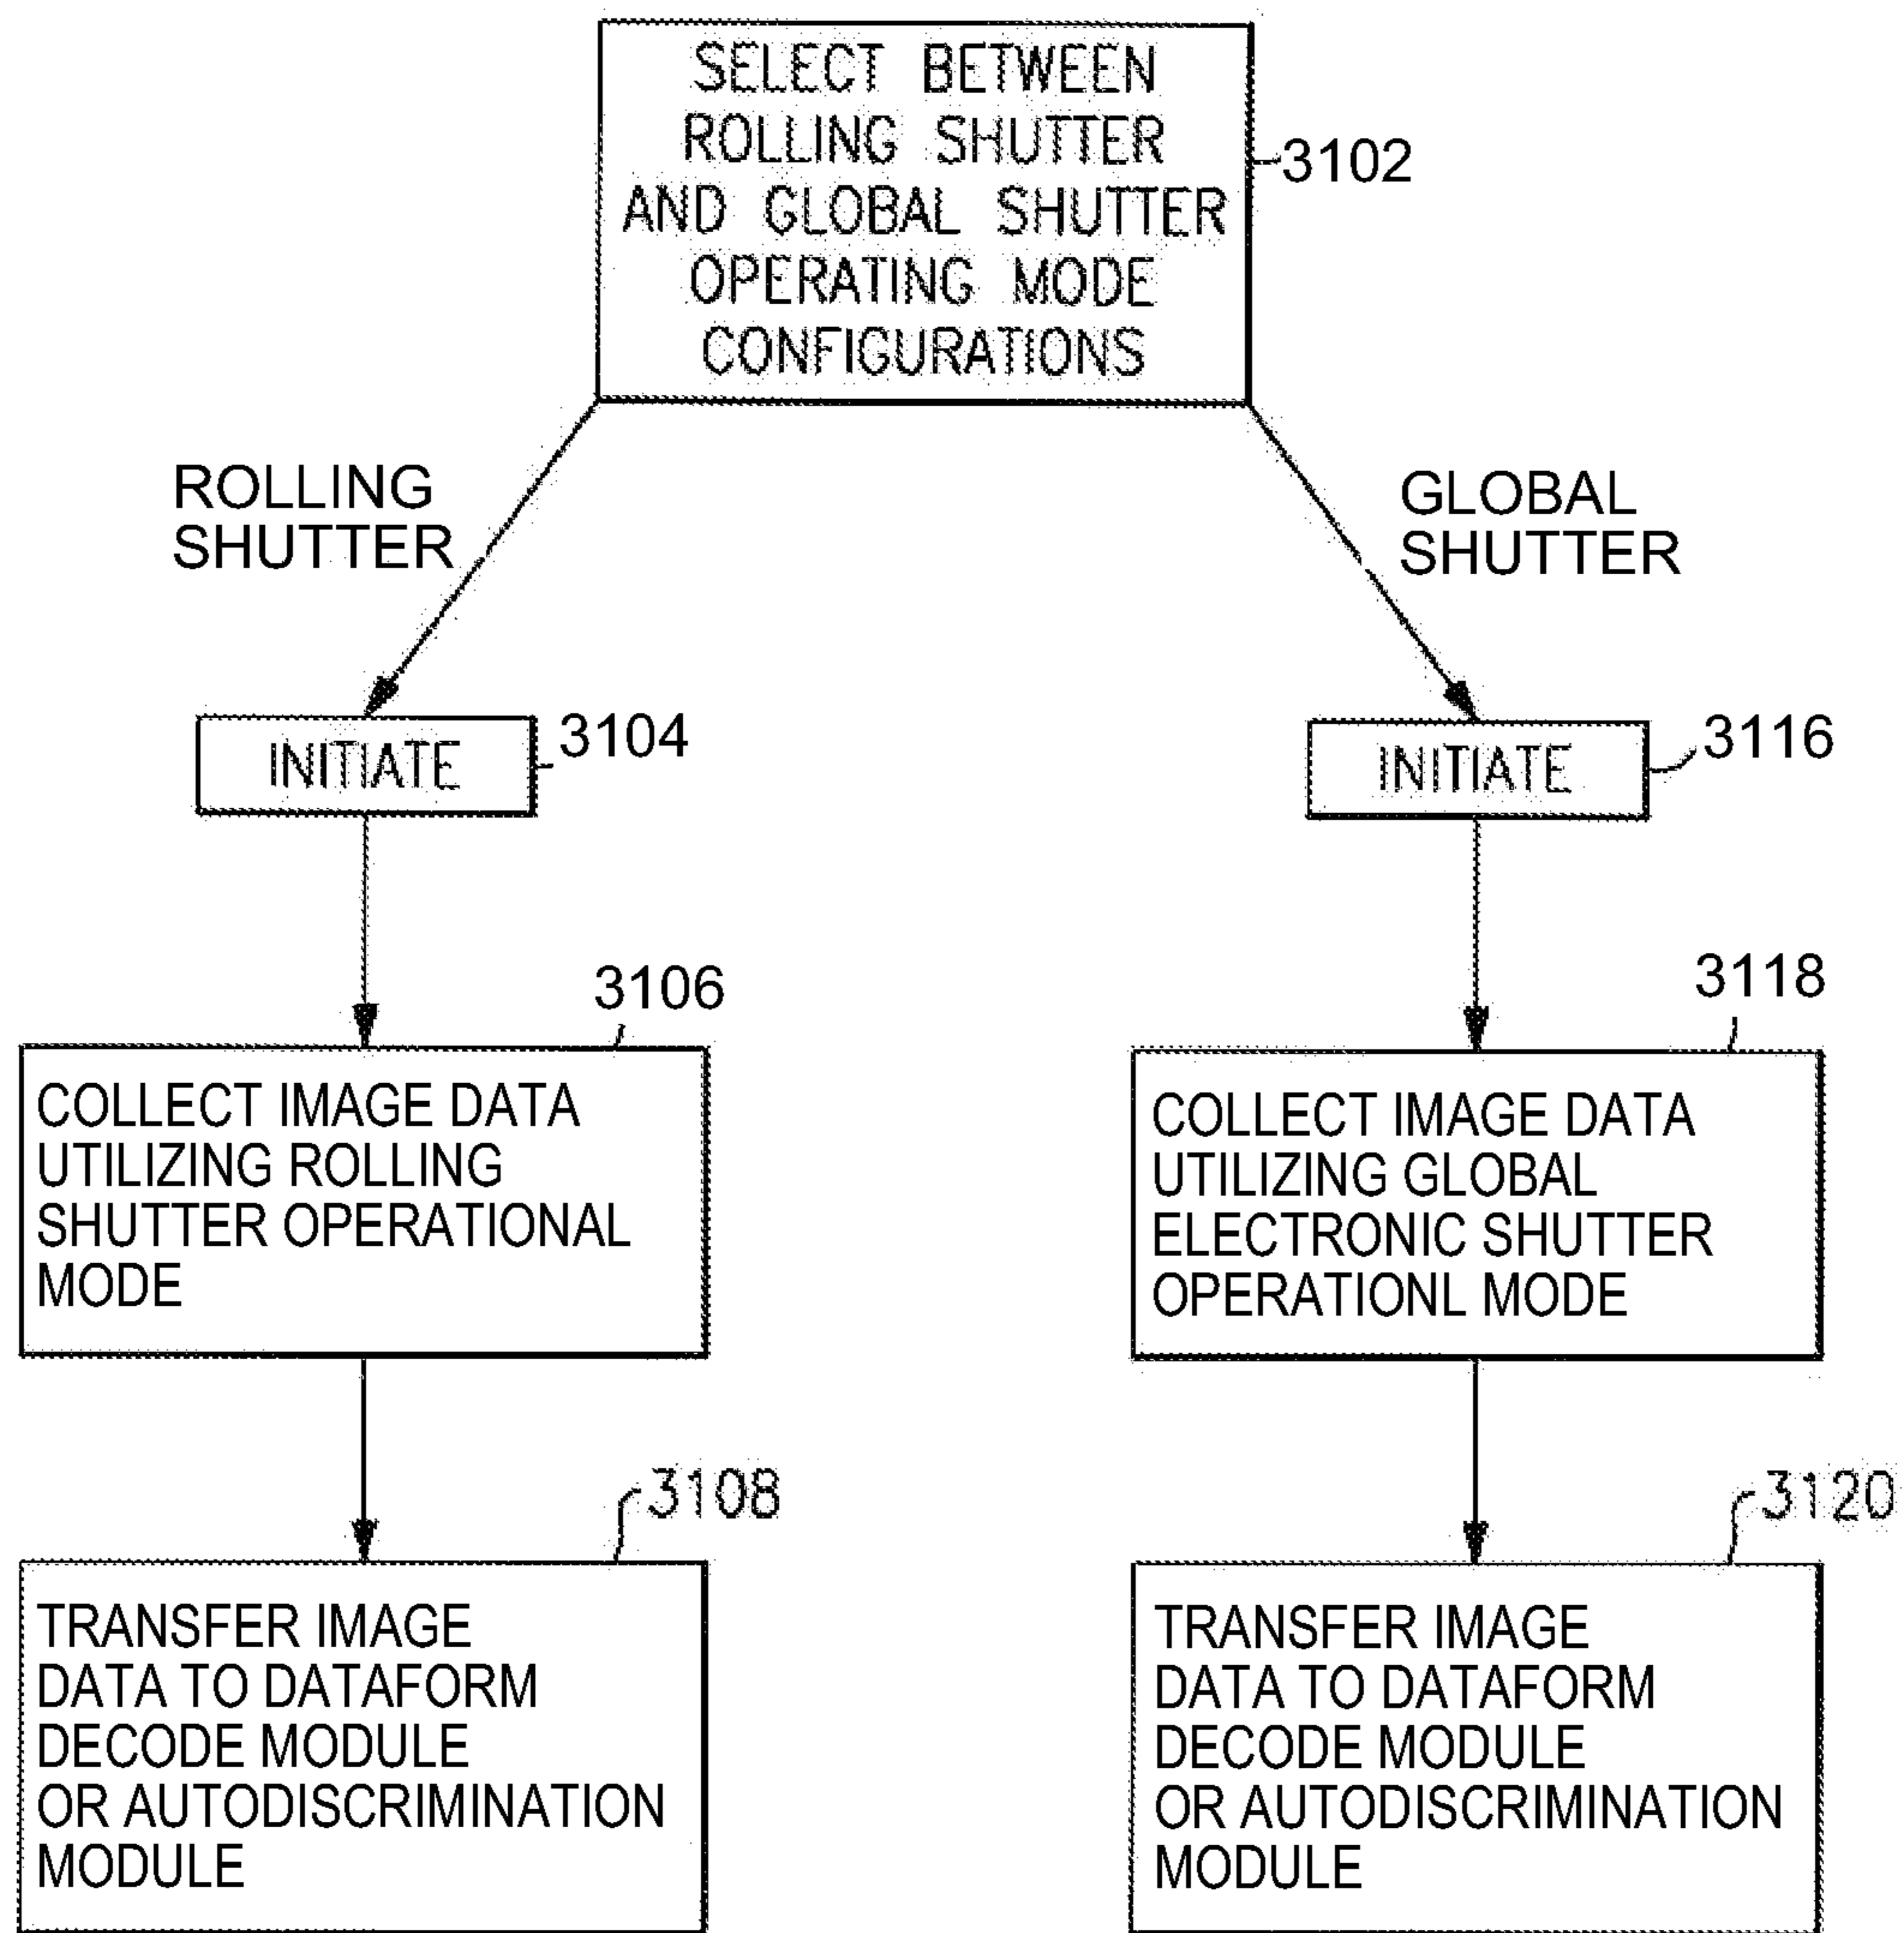 SELECT BETWEEN
ROLLING SHUTTER
AND GLOBAL SHUTTER
OPERATING MODE
CONFIGURATIONS
3102
ROLLING
SHUTTER
GLOBAL
SHUTTER
INITIATE
3104
INITIATE
3116
3106
COLLECT IMAGE DATA
UTILIZING ROLLING
SHUTTER OPERATIONAL
MODE
3118
COLLECT IMAGE DATA
UTILIZING GLOBAL
ELECTRONIC SHUTTER
OPERATIONL MODE
3108
TRANSFER IMAGE
DATA TO DATAFORM
DECODE MODULE
OR AUTODISCRIMINATION
MODULE
3120
TRANSFER IMAGE
DATA TO DATAFORM
DECODE MODULE
OR AUTODISCRIMINATION
MODULE